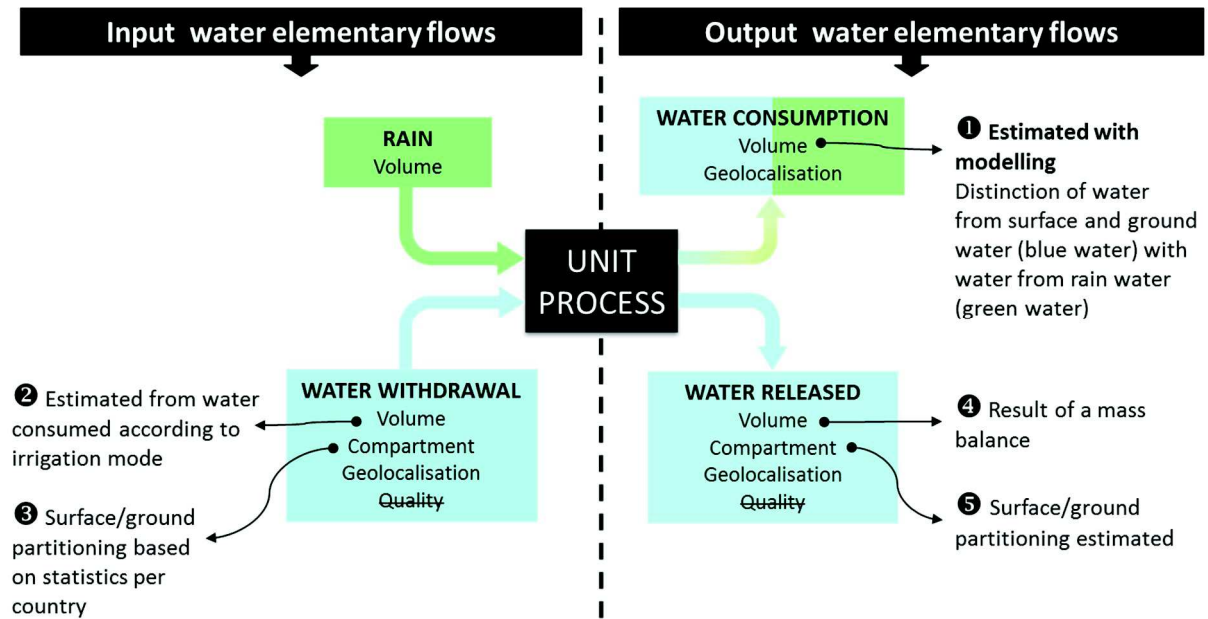 Input water elementary flows
Output water elementary flows
RAIN
Volume
WATER CONSUMPTION
Volume
Geolocalisation
❶ Estimated with
modelling
Distinction of water
from surface and ground
water (blue water) with
water from rain water
(green water)
UNIT
PROCESS
WATER WITHDRAWAL
Volume
Compartment
Geolocalisation
Quality
❷ Estimated from water
consumed according to
irrigation mode
❸ Surface/ground
partitioning based
on statistics per
country
WATER RELEASED
Volume
Compartment
Geolocalisation
Quality
❹ Result of a mass
balance
❺ Surface/ground
partitioning estimated